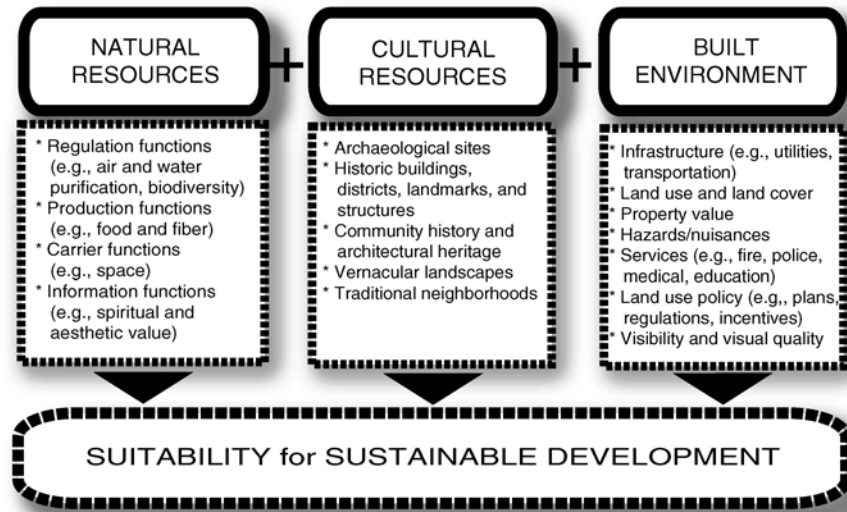 NATURAL
RESOURCES
+
CULTURAL
RESOURCES
+
BUILT
ENVIRONMENT
* Regulation functions
(e.g., air and water
purification, biodiversity)
* Production functions
(e.g., food and fiber)
* Carrier functions
(e.g., space)
* Information functions
(e.g., spiritual and
aesthetic value)
* Archaeological sites
* Historic buildings,
districts, landmarks, and
structures
* Community history and
architectural heritage
* Vernacular landscapes
* Traditional neighborhoods
* Infrastructure (e.g., utilities,
transportation)
* Land use and land cover
* Property value
* Hazards/nuisances
* Services (e.g., fire, police,
medical, education)
* Land use policy (e.g,, plans,
regulations, incentives)
* Visibility and visual quality
SUITABILITY for SUSTAINABLE DEVELOPMENT